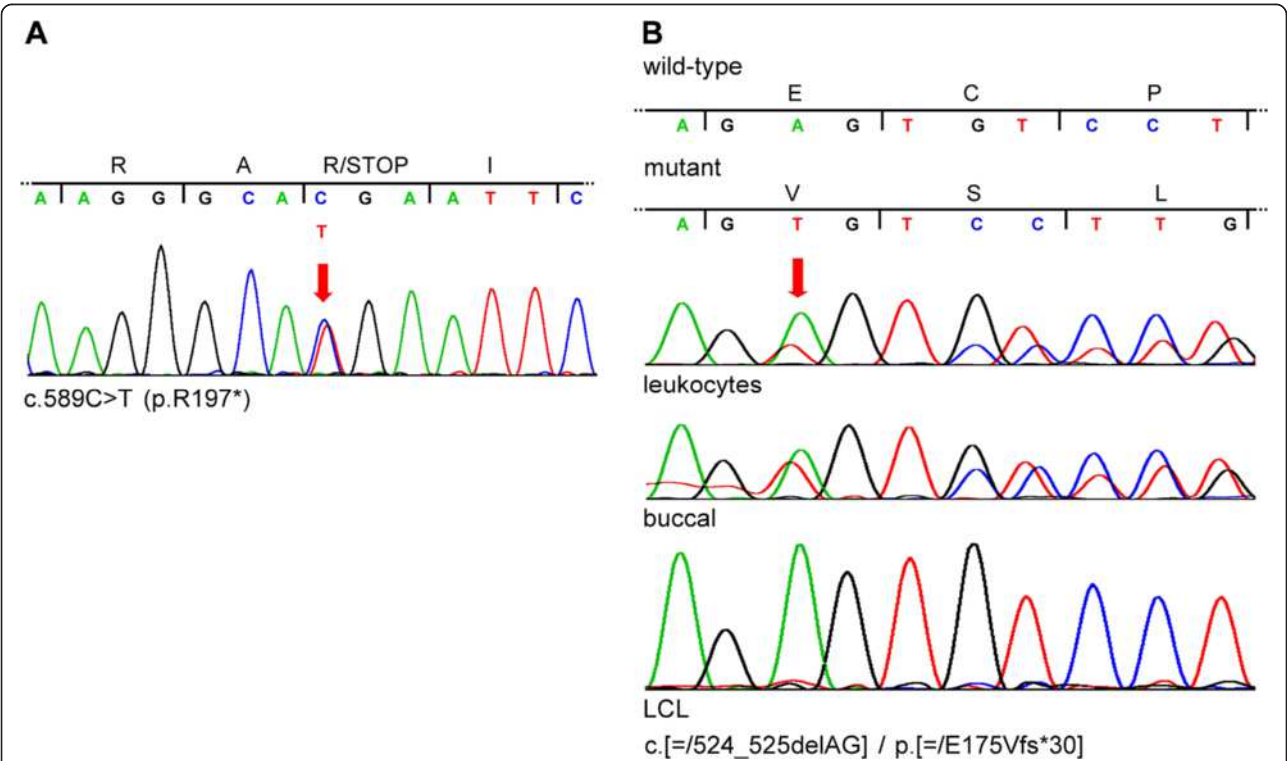 A
R A R/STOP I
A A G G G C A C G A A T T C
T
c.589C>T (p.R197*)
B
wild-type
E C P
A G A G T G T C C T
mutant
V S L
A G T G T C C T T G
leukocytes
buccal
LCL
c.[=/524_525delAG] / p.[=/E175Vfs*30]